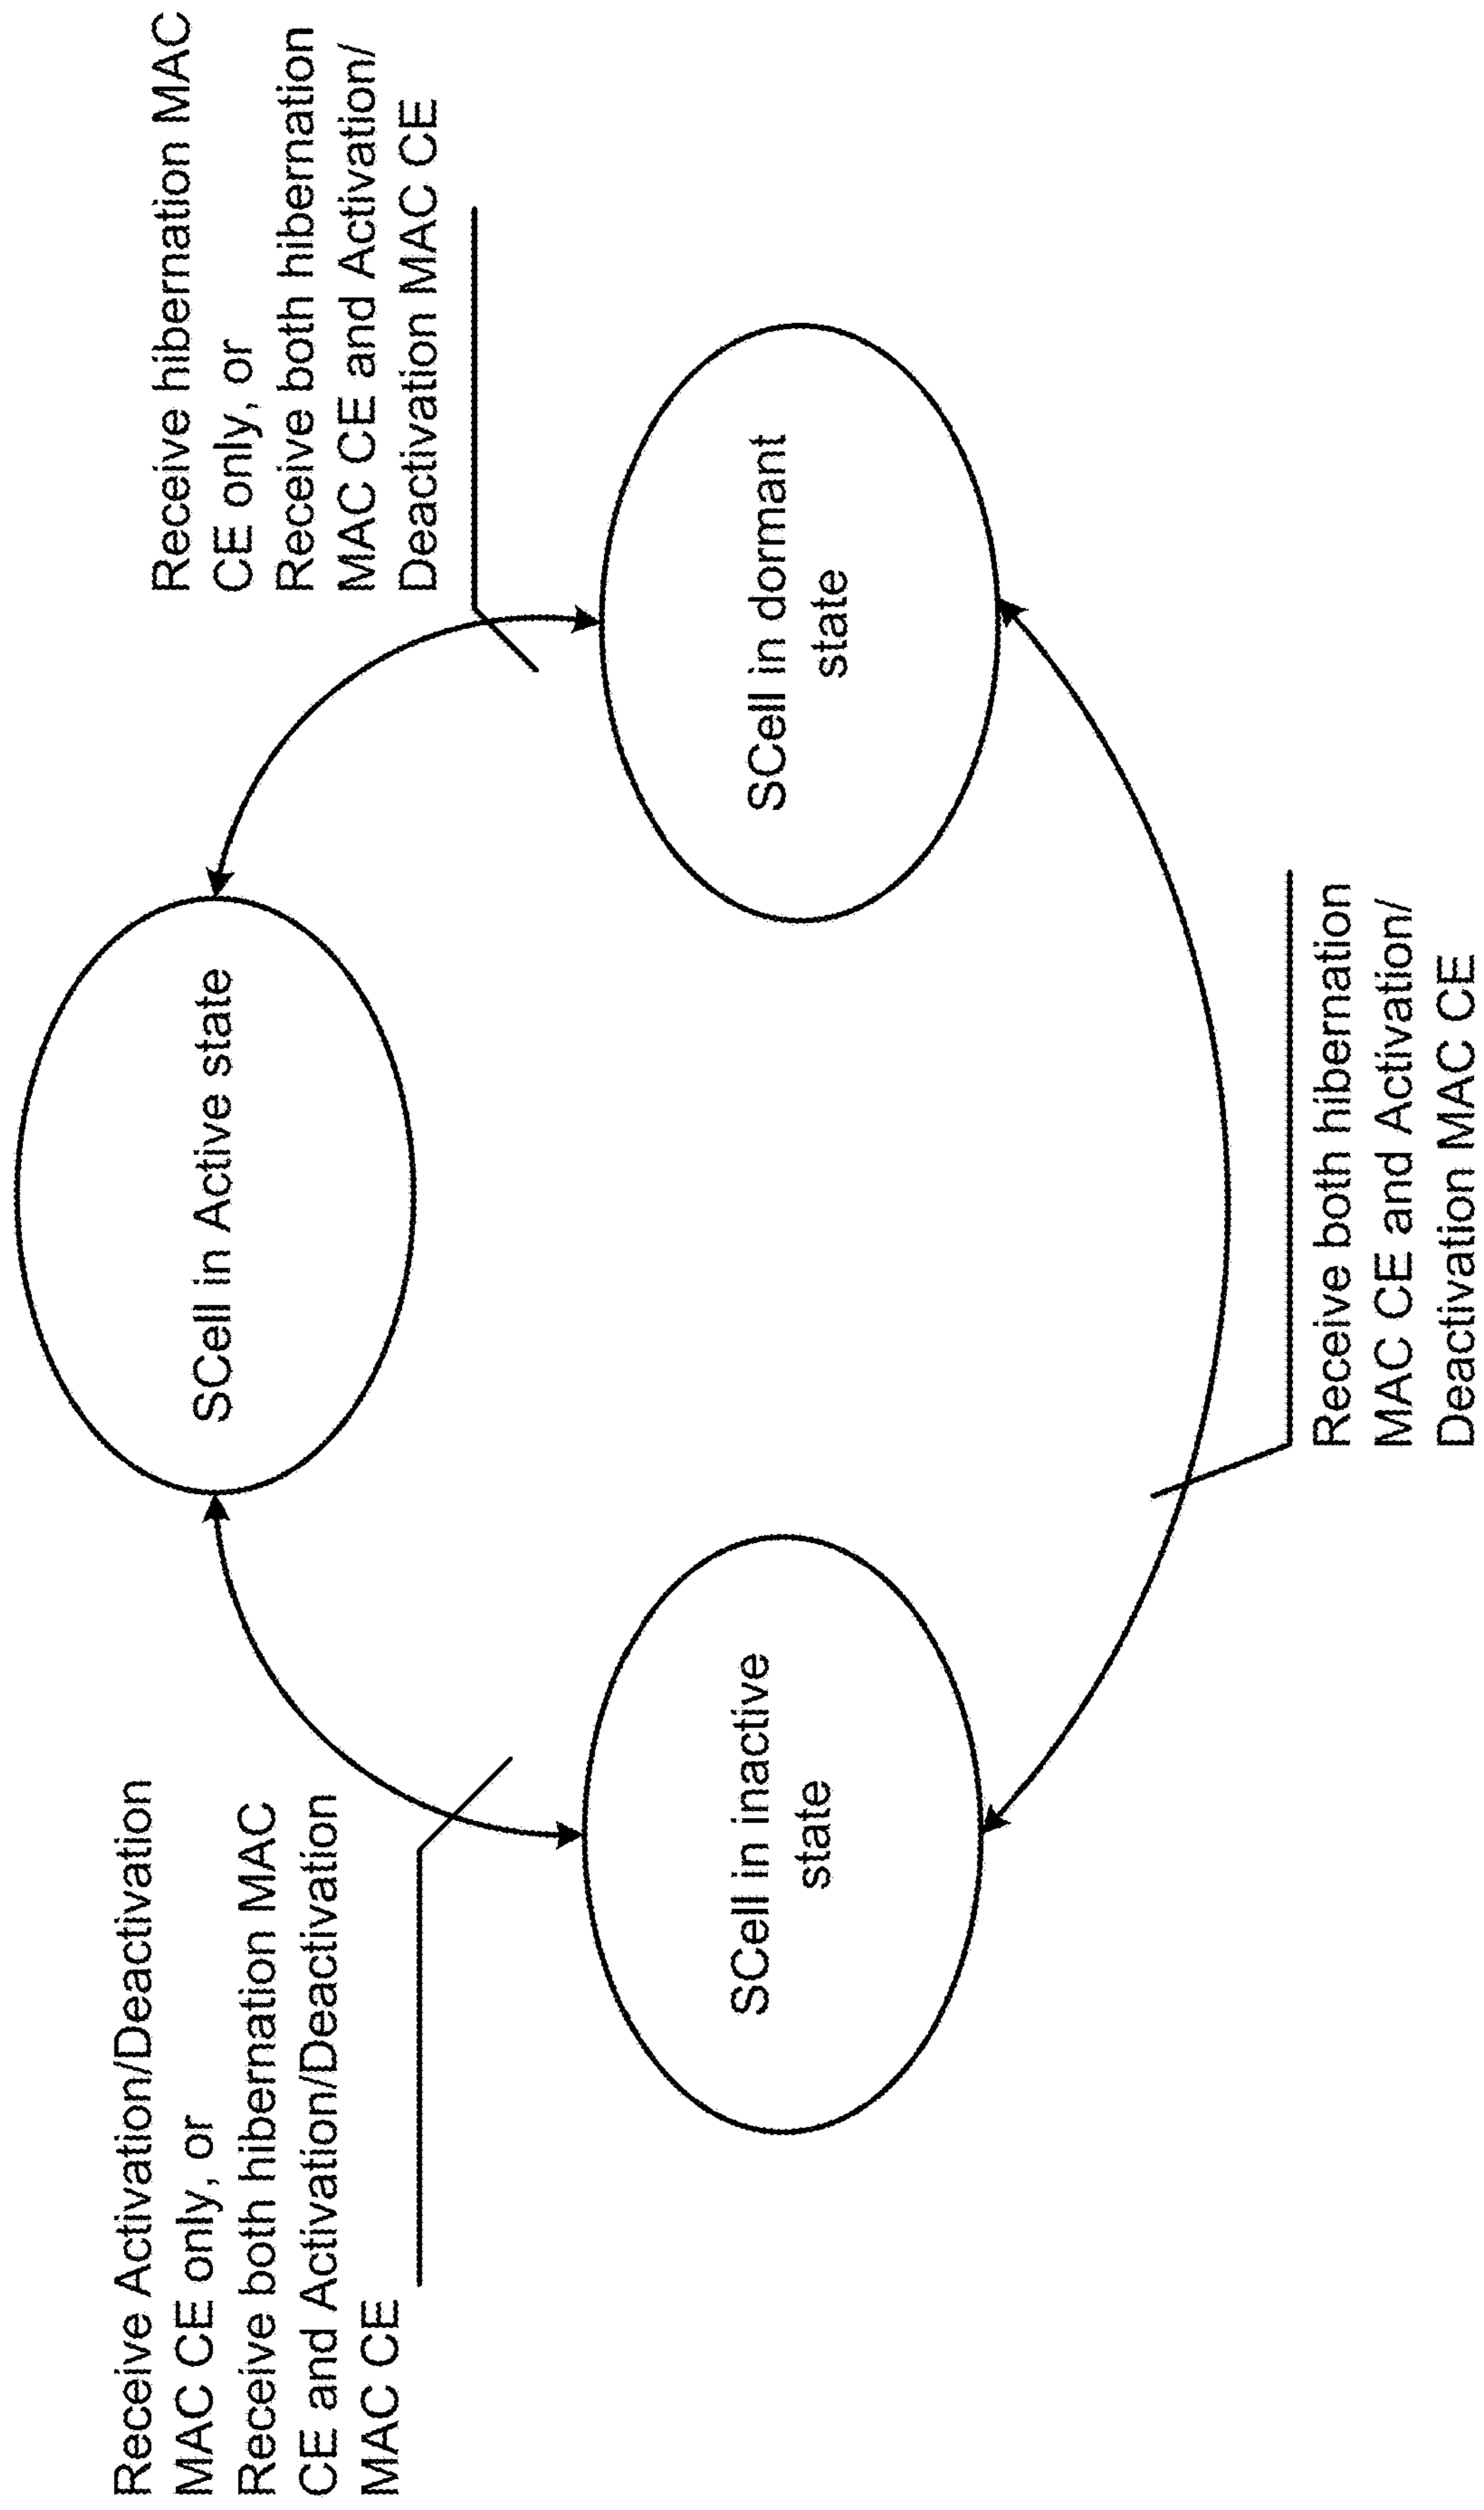 Receive Activation/Deactivation
MAC CE only, or
Receive both hibernation MAC
CE and Activation/Deactivation
MAC CE
SCell in Active state
Receive hibernation MAC
CE only, or
Receive both hibernation
MAC CE and Activation/
Deactivation MAC CE
SCell in inactive
state
SCell in dormant
state
Receive both hibernation
MAC CE and Activation/
Deactivation MAC CE